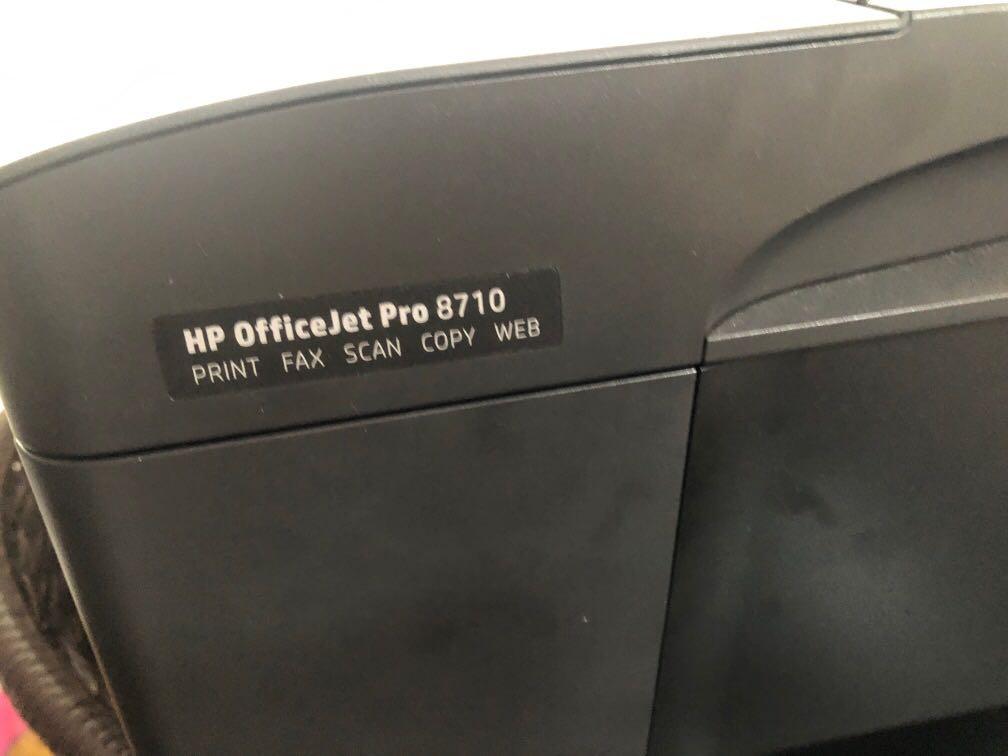 HP OfficeJet Pro 8710
PRINT FAX SCAN COPY WEB